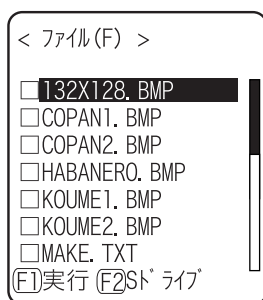 < ﾌｧｲﾙ(F) >
□132X128. BMP
□COPAN1. BMP
□COPAN2. BMP
□HABANERO. BMP
□KOUME1. BMP
□KOUME2. BMP
□MAKE. TXT
F1実行 F2Sﾄﾞﾗｲﾌﾞ